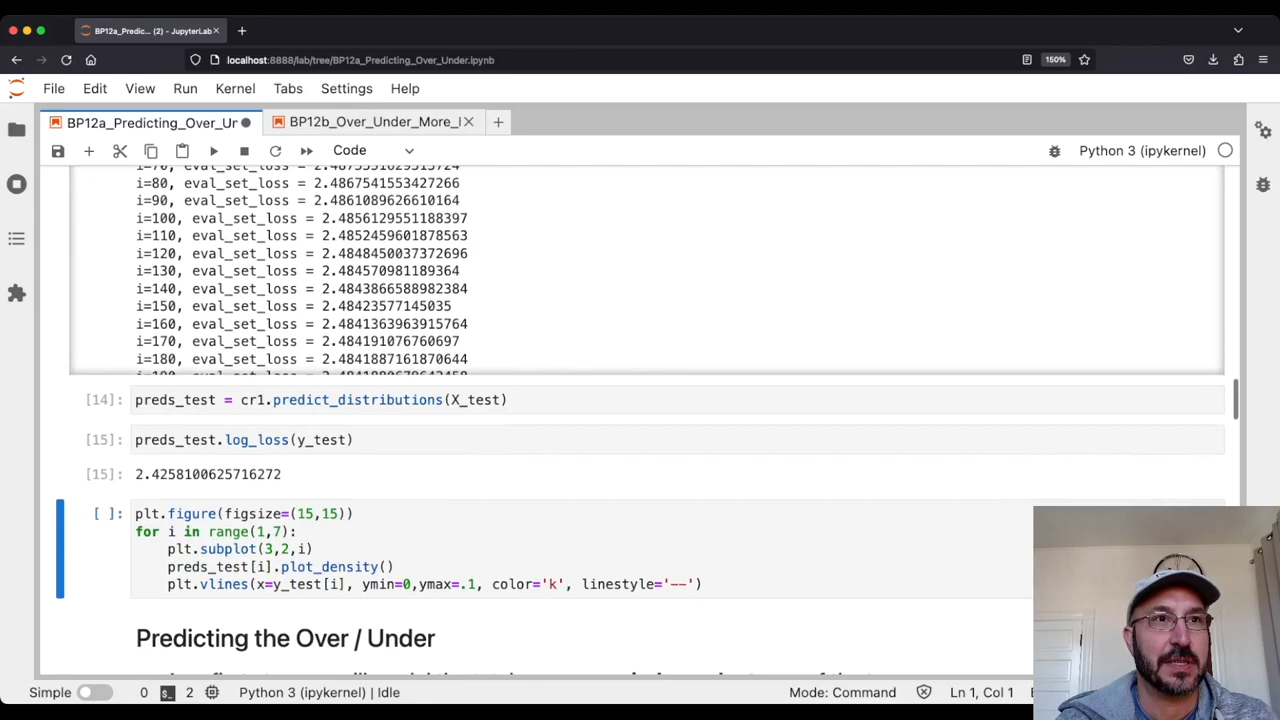 BP12a_Predic… (2) - JupyterLab
localhost:8888/lab/tree/BP12a_Predicting_Over_Under.ipynb
150%
File Edit View Run Kernel Tabs Settings Help
BP12a_Predicting_Over_Ur
BP12b_Over_Under_More_I
Code
Python 3 (ipykernel)
i=80, eval_set_loss = 2.4867541553427266
i=90, eval_set_loss = 2.4861089626610164
i=100, eval_set_loss = 2.4856129551188397
i=110, eval_set_loss = 2.4852459601878563
i=120, eval_set_loss = 2.4848450037372696
i=130, eval_set_loss = 2.484570981189364
i=140, eval_set_loss = 2.4843866588982384
i=150, eval_set_loss = 2.48423577145035
i=160, eval_set_loss = 2.4841363963915764
i=170, eval_set_loss = 2.484191076760697
i=180, eval_set_loss = 2.4841887161870644
[14]: preds_test = cr1.predict_distributions(X_test)
[15]: preds_test.log_loss(y_test)
[15]: 2.4258100625716272
[ ]: plt.figure(figsize=(15,15))
for i in range(1,7):
plt.subplot(3,2,i)
preds_test[i].plot_density()
plt.vlines(x=y_test[i], ymin=0,ymax=.1, color='k', linestyle='--')
Predicting the Over / Under
Simple 0 2 Python 3 (ipykernel) | Idle Mode: Command Ln 1, Col 1